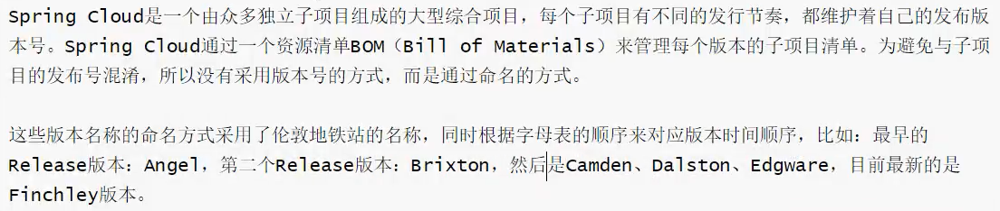 Spring Cloud是一个由众多独立子项目组成的大型综合项目，每个子项目有不同的发行节奏，都维护着自己的发布版
本号。Spring Cloud通过一个资源清单BOM（Bill of Materials）来管理每个版本的子项目清单。为避免与子项
目的发布号混淆，所以没有采用版本号的方式，而是通过命名的方式。
这些版本名称的命名方式采用了伦敦地铁站的名称，同时根据字母表的顺序来对应版本时间顺序，比如：最早的
Release版本：Angel，第二个Release版本：Brixton，然后是Camden、Dalston、Edgware，目前最新的是
Finchley版本。